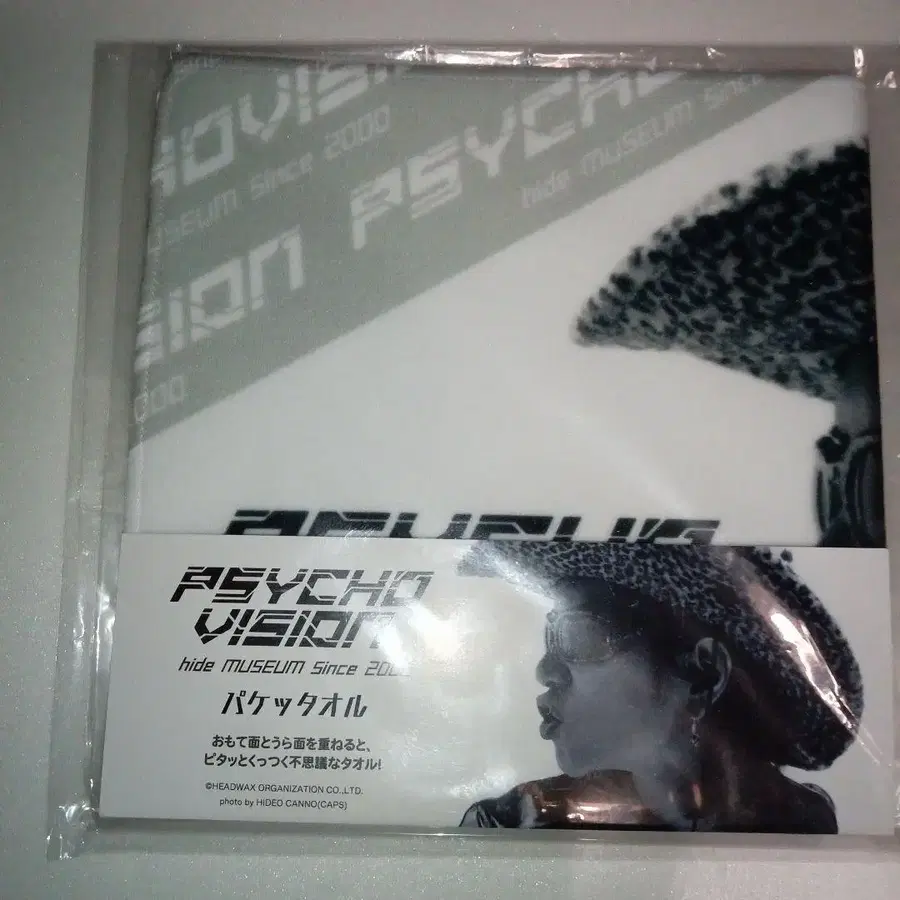 PSYCHO
hide MUSEUM Since 2000
hide MUSEUM Since
PSYCHO
VISION
hide MUSEUM Since
パケッタオル
おもて面とうら面を重ねると、
ピタッとくっつく不思議なタオル!
©HEADWAX ORGANIZATION CO.,LTD.
photo by HIDEO CANNO(CAPS)